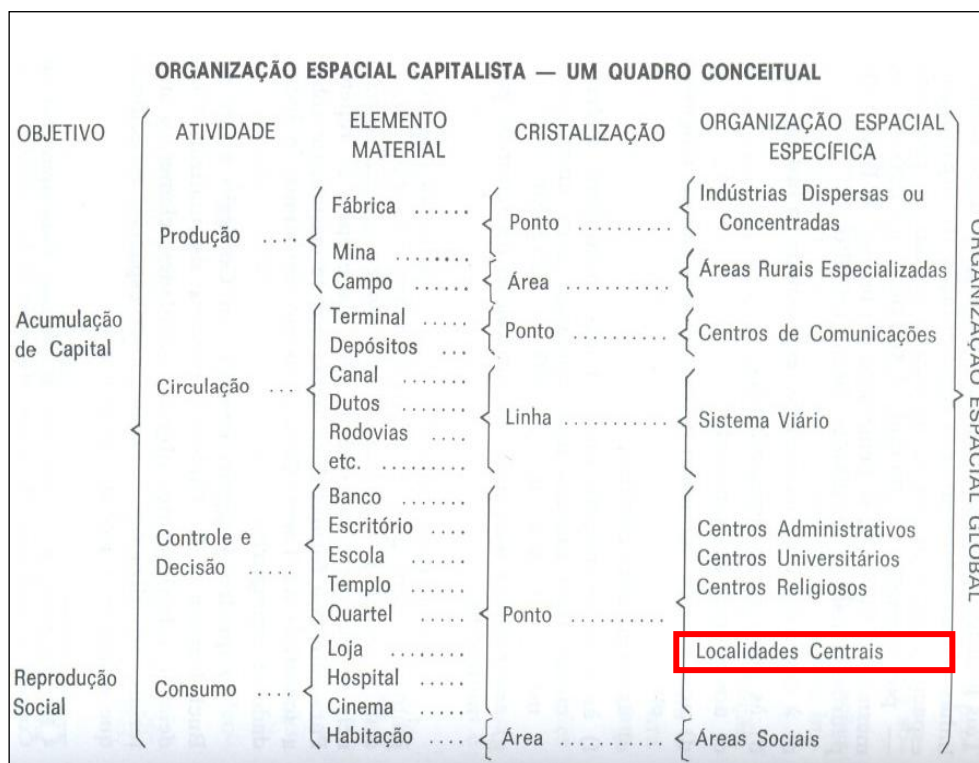 ORGANIZAÇÃO ESPACIAL CAPITALISTA — UM QUADRO CONCEITUAL
OBJETIVO
ATIVIDADE
ELEMENTO
MATERIAL
CRISTALIZAÇÃO
ORGANIZAÇÃO ESPACIAL
ESPECÍFICA
Acumulação
de Capital
Reprodução
Social
Produção ....
Circulação ...
Controle e
Decisão .....
Consumo ....
Fábrica ......
Mina ........
Campo ......
Terminal .....
Depósitos ...
Canal .......
Dutos .......
Rodovias ....
etc. .........
Banco .......
Escritório ....
Escola ......
Templo .....
Quartel .....
Loja ........
Hospital .....
Cinema ......
Habitação ....
Ponto ..........
Área ...........
Ponto ..........
Linha ...........
Ponto ..........
Área ...........
Indústrias Dispersas ou
Concentradas
Áreas Rurais Especializadas
Centros de Comunicações
Sistema Viário
Centros Administrativos
Centros Universitários
Centros Religiosos
Localidades Centrais
Áreas Sociais
ORGANIZAÇÃO ESPACIAL GLOBAL